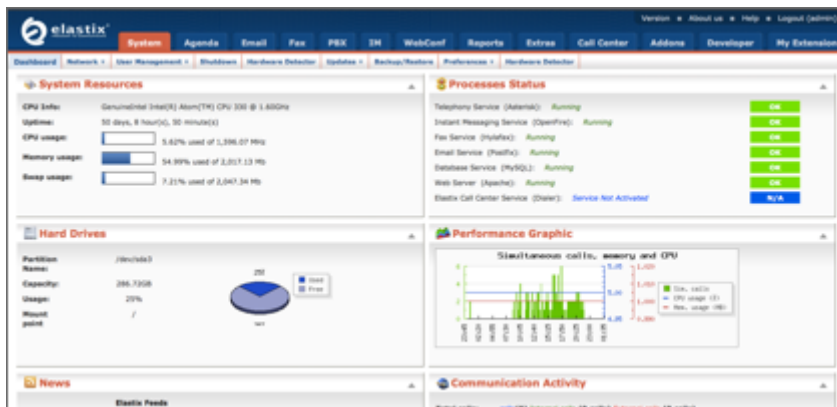 Version About us Help Logout (admin)
elastix
System Agenda Email Fax PBX IM WebConf Reports Extras Call Center Addons Developer My Extension
Dashboard Network User Management Shutdown Hardware Detector Updates Backup/Restore Preferences Hardware Detector
System Resources
CPU Info: GenuineIntel Intel(R) Atom(TM) CPU 330 @ 1.60GHz
Uptime: 50 days, 8 hour(s), 50 minute(s)
CPU usage: 5.62% used of 1,596.07 MHz
Memory usage: 54.99% used of 2,017.13 Mb
Swap usage: 7.21% used of 2,047.34 Mb
Processes Status
Telephony Service (Asterisk): Running OK
Instant Messaging Service (OpenFire): Running OK
Fax Service (Hylafax): Running OK
Email Service (Postfix): Running OK
Database Service (MySQL): Running OK
Web Server (Apache): Running OK
Elastix Call Center Service (Dialer): Service Not Activated N/A
Hard Drives
Partition Name: /dev/sda3
Capacity: 286.72GB
Usage: 25%
Mount point /
Used
Free
Performance Graphic
Simultaneous calls, memory and CPU
Sim. calls
CPU usage (%)
Mem. usage (MB)
News
Elastix Feeds
Communication Activity